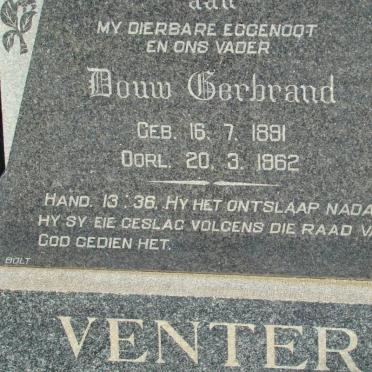 aan
MY DIERBARE EGGENOOT
EN ONS VADER
Douw Gerbrand
GEB. 16. 7. 1891
OORL. 20. 3. 1962
HAND. 13:36. HY HET ONTSLAAP NADA
HY SY EIE GESLAG VOLGENS DIE RAAD VA
GOD GEDIEN HET.
BOLT
VENTER